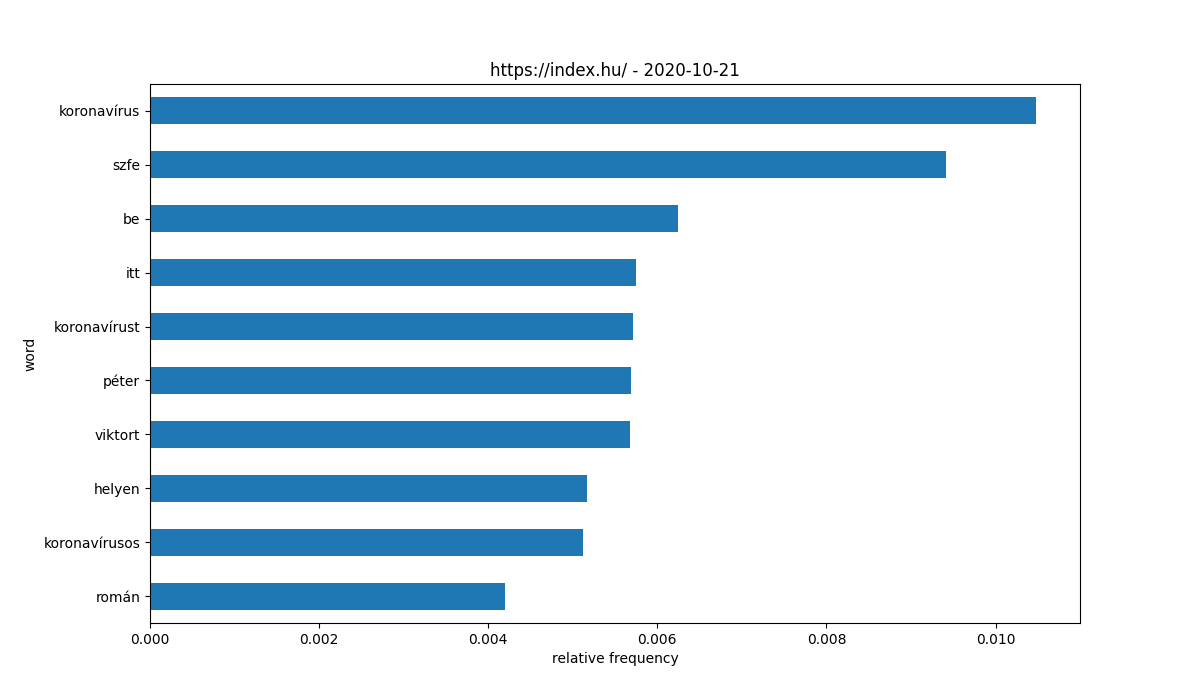 https://index.hu/ - 2020-10-21
koronavírus
szfe
be
itt
koronavírust
péter
viktort
helyen
koronavírusos
román
word
0.000 0.002 0.004 0.006 0.008 0.010
relative frequency